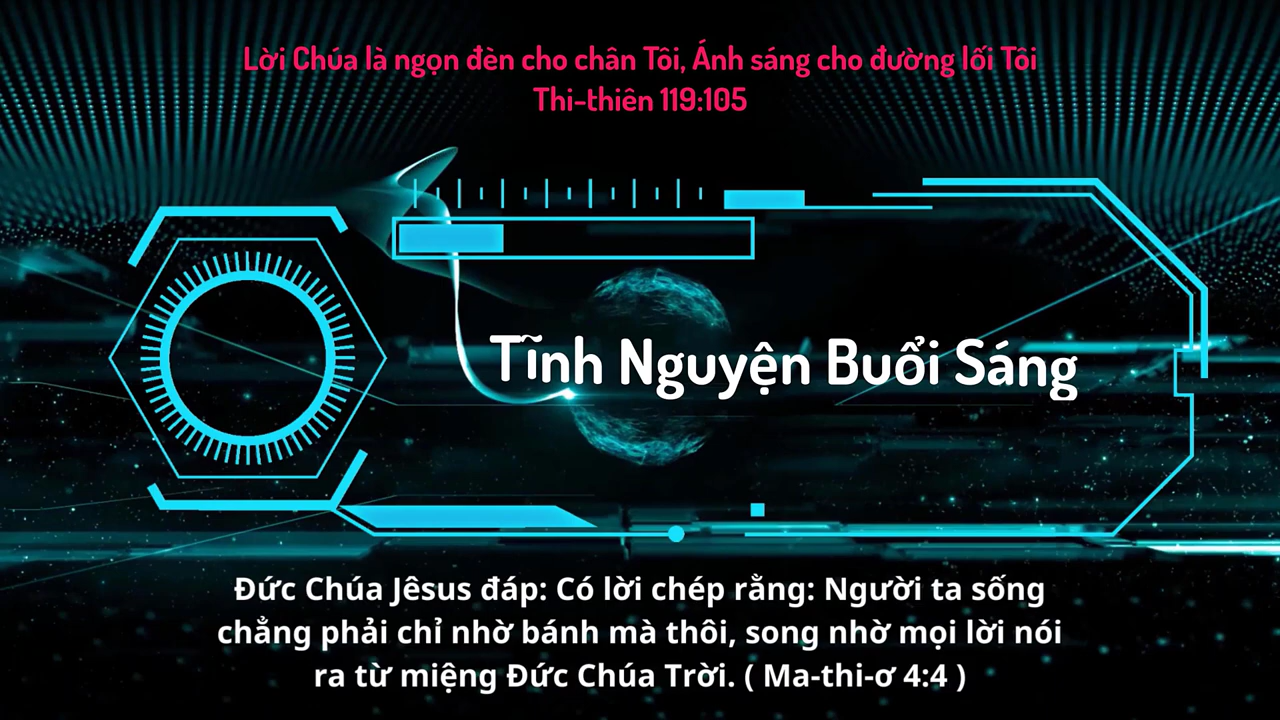 Lời Chúa là ngọn đèn cho chân Tôi, Ánh sáng cho đường lối Tôi
Thi-thiên 119:105
Tĩnh Nguyện Buổi Sáng
Đức Chúa Jêsus đáp: Có lời chép rằng: Người ta sống
chẳng phải chỉ nhờ bánh mà thôi, song nhờ mọi lời nói
ra từ miệng Đức Chúa Trời. ( Ma-thi-ơ 4:4 )